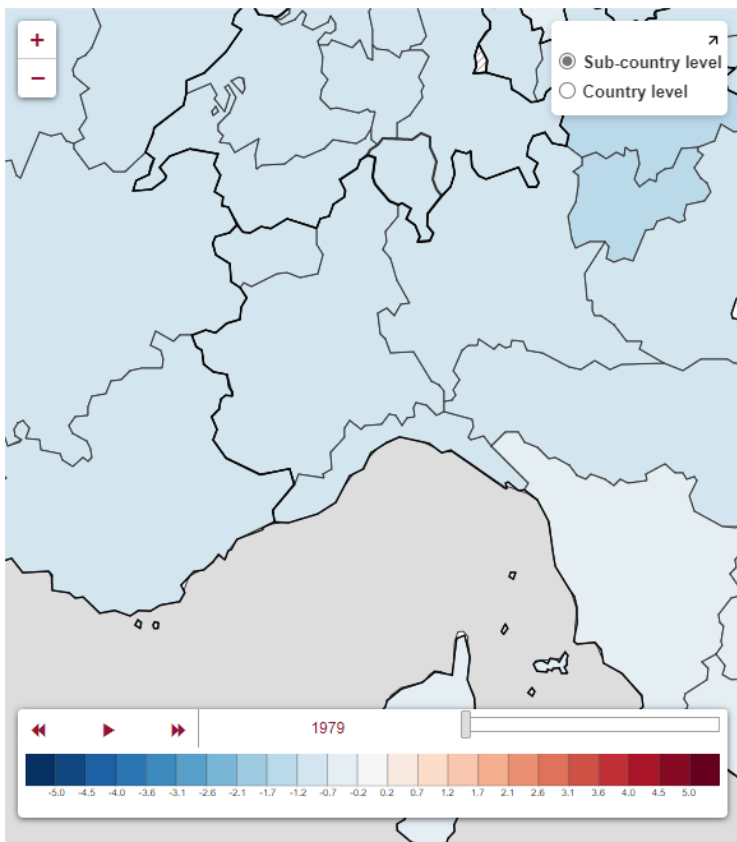 +
−
Sub-country level
Country level
1979
-5.0 -4.5 -4.0 -3.6 -3.1 -2.6 -2.1 -1.7 -1.2 -0.7 -0.2 0.2 0.7 1.2 1.7 2.1 2.6 3.1 3.6 4.0 4.5 5.0